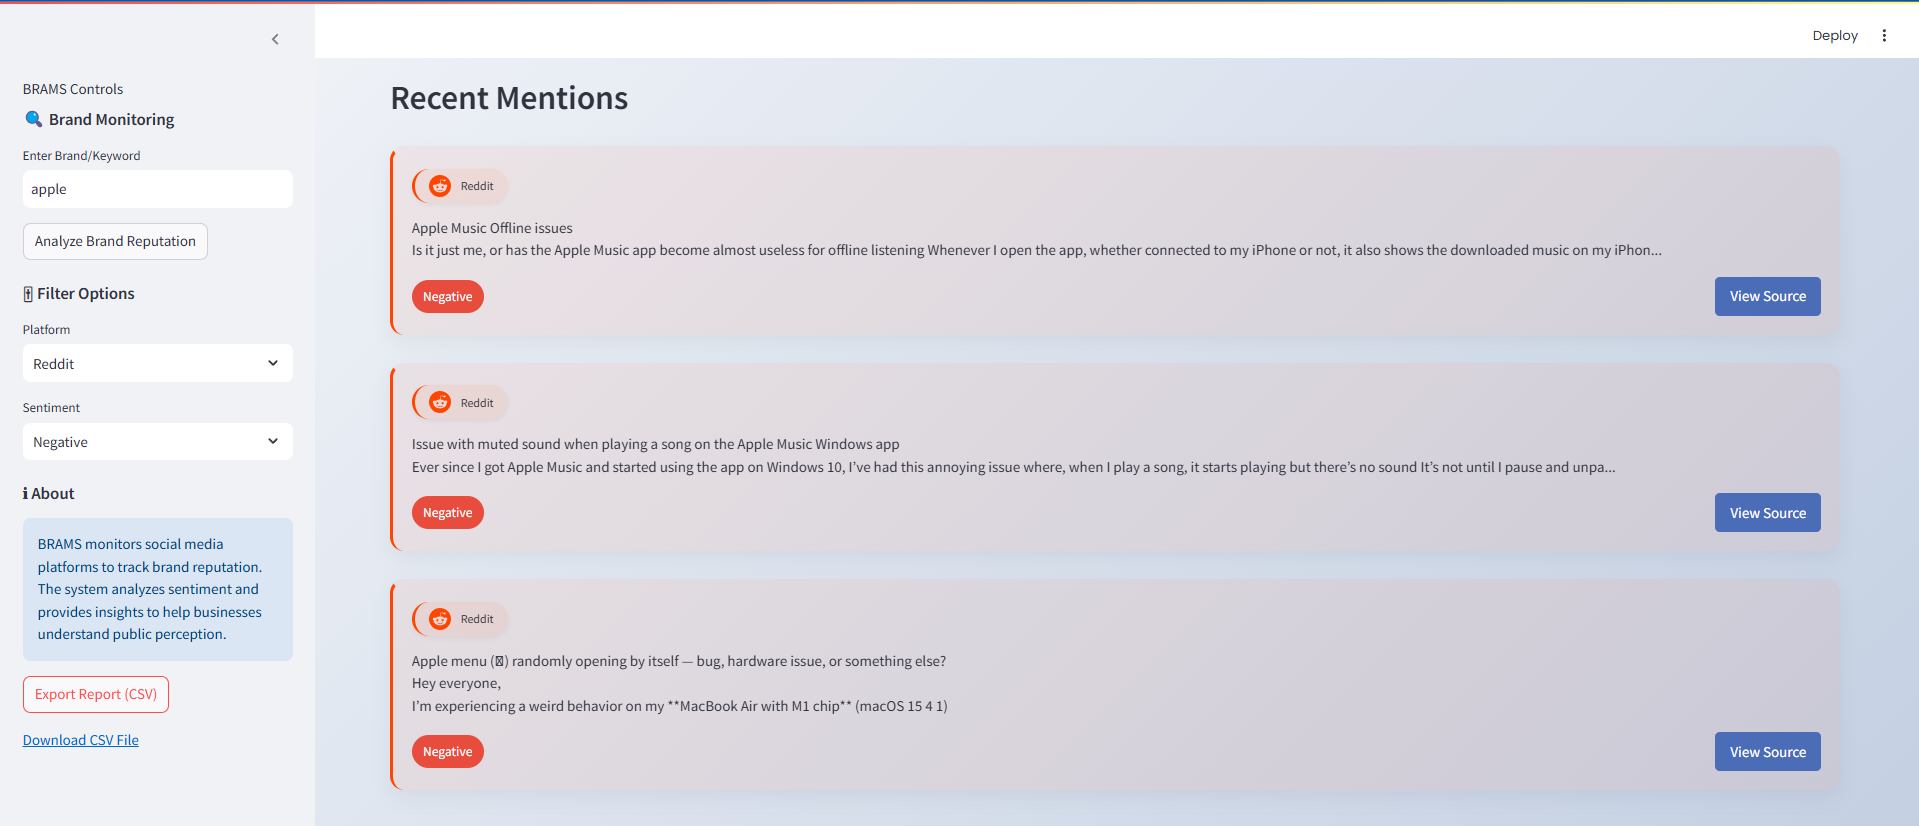 Deploy
BRAMS Controls
🔍 Brand Monitoring
Enter Brand/Keyword
apple
Analyze Brand Reputation
Filter Options
Platform
Reddit
Sentiment
Negative
ℹ About
BRAMS monitors social media
platforms to track brand reputation.
The system analyzes sentiment and
provides insights to help businesses
understand public perception.
Export Report (CSV)
Download CSV File
Recent Mentions
Reddit
Apple Music Offline issues
Is it just me, or has the Apple Music app become almost useless for offline listening Whenever I open the app, whether connected to my iPhone or not, it also shows the downloaded music on my iPhon...
Negative
View Source
Reddit
Issue with muted sound when playing a song on the Apple Music Windows app
Ever since I got Apple Music and started using the app on Windows 10, I’ve had this annoying issue where, when I play a song, it starts playing but there’s no sound It’s not until I pause and unpa...
Negative
View Source
Reddit
Apple menu () randomly opening by itself — bug, hardware issue, or something else?
Hey everyone,
I’m experiencing a weird behavior on my **MacBook Air with M1 chip** (macOS 15 4 1)
Negative
View Source